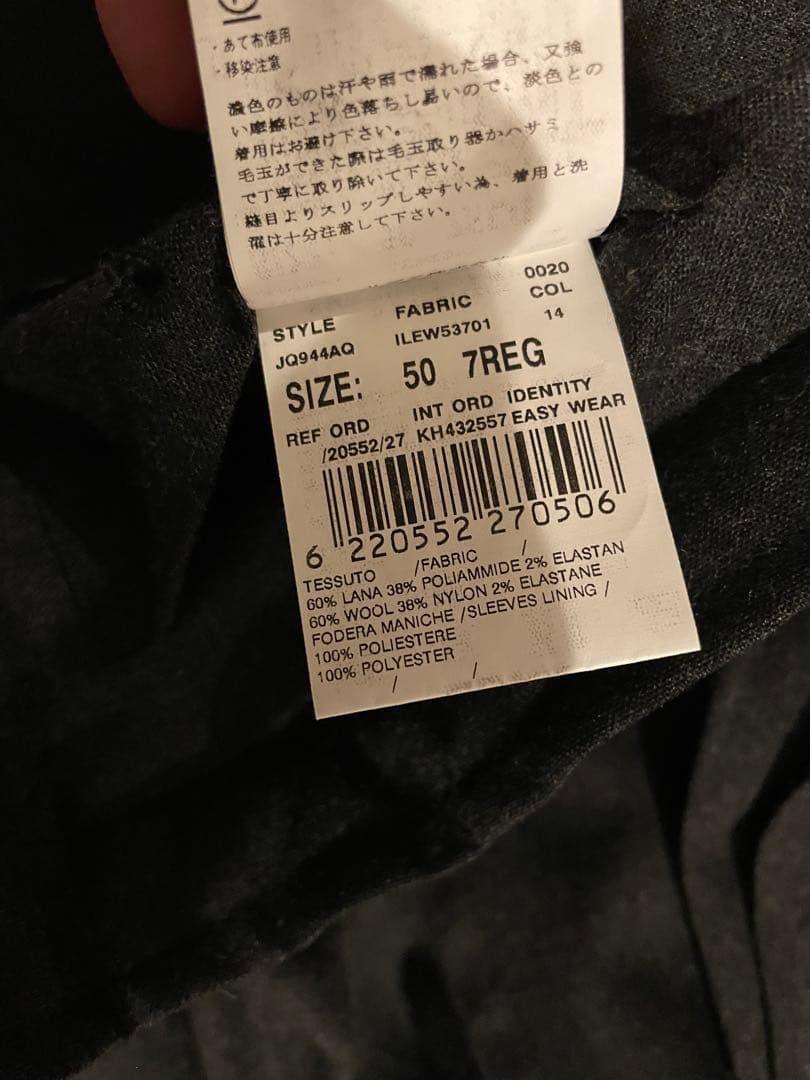 ・あて布使用
・移染注意
濃色のものは汗や雨で濡れた場合、又強
い摩擦により色落ちし易いので、淡色との
着用はお避け下さい。
毛玉ができた際は毛玉取り器かハサミ
で丁寧に取り除いて下さい。
縫目よりスリップしやすい為、着用と洗
濯は十分注意して下さい。
STYLE FABRIC 0020
JQ944AQ ILEW53701 COL
14
SIZE: 50 7REG
REF ORD INT ORD IDENTITY
/20552/27 KH432557 EASY WEAR
6 220552 270506
TESSUTO /FABRIC /
60% LANA 38% POLIAMMIDE 2% ELASTAN
60% WOOL 38% NYLON 2% ELASTANE
FODERA MANICHE /SLEEVES LINING /
100% POLIESTERE
100% POLYESTER
/ /